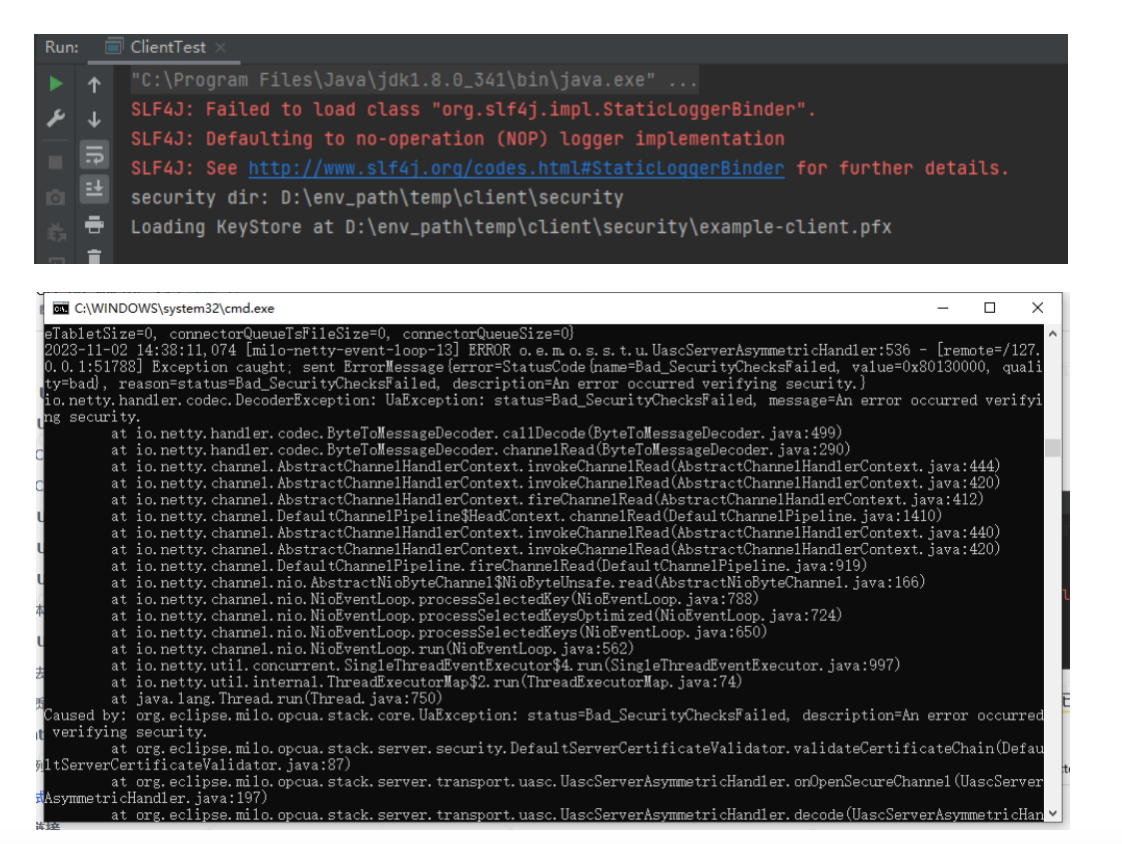 Run: ClientTest ×
"C:\Program Files\Java\jdk1.8.0_341\bin\java.exe" ...
SLF4J: Failed to load class "org.slf4j.impl.StaticLoggerBinder".
SLF4J: Defaulting to no-operation (NOP) logger implementation
SLF4J: See http://www.slf4j.org/codes.html#StaticLoggerBinder for further details.
security dir: D:\env_path\temp\client\security
Loading KeyStore at D:\env_path\temp\client\security\example-client.pfx
C:\WINDOWS\system32\cmd.exe
eTabletSize=0, connectorQueueTsFileSize=0, connectorQueueSize=0}
2023-11-02 14:38:11,074 [milo-netty-event-loop-13] ERROR o.e.m.o.s.s.t.u.UascServerAsymmetricHandler:536 - [remote=/127.
0.0.1:51788] Exception caught; sent ErrorMessage{error=StatusCode{name=Bad_SecurityChecksFailed, value=0x80130000, quali
ty=bad}, reason=status=Bad_SecurityChecksFailed, description=An error occurred verifying security.}
io.netty.handler.codec.DecoderException: UaException: status=Bad_SecurityChecksFailed, message=An error occurred verifyi
ng security.
at io.netty.handler.codec.ByteToMessageDecoder.callDecode(ByteToMessageDecoder.java:499)
at io.netty.handler.codec.ByteToMessageDecoder.channelRead(ByteToMessageDecoder.java:290)
at io.netty.channel.AbstractChannelHandlerContext.invokeChannelRead(AbstractChannelHandlerContext.java:444)
at io.netty.channel.AbstractChannelHandlerContext.invokeChannelRead(AbstractChannelHandlerContext.java:420)
at io.netty.channel.AbstractChannelHandlerContext.fireChannelRead(AbstractChannelHandlerContext.java:412)
at io.netty.channel.DefaultChannelPipeline$HeadContext.channelRead(DefaultChannelPipeline.java:1410)
at io.netty.channel.AbstractChannelHandlerContext.invokeChannelRead(AbstractChannelHandlerContext.java:440)
at io.netty.channel.AbstractChannelHandlerContext.invokeChannelRead(AbstractChannelHandlerContext.java:420)
at io.netty.channel.DefaultChannelPipeline.fireChannelRead(DefaultChannelPipeline.java:919)
at io.netty.channel.nio.AbstractNioByteChannel$NioByteUnsafe.read(AbstractNioByteChannel.java:166)
at io.netty.channel.nio.NioEventLoop.processSelectedKey(NioEventLoop.java:788)
at io.netty.channel.nio.NioEventLoop.processSelectedKeysOptimized(NioEventLoop.java:724)
at io.netty.channel.nio.NioEventLoop.processSelectedKeys(NioEventLoop.java:650)
at io.netty.channel.nio.NioEventLoop.run(NioEventLoop.java:562)
at io.netty.util.concurrent.SingleThreadEventExecutor$4.run(SingleThreadEventExecutor.java:997)
at io.netty.util.internal.ThreadExecutorMap$2.run(ThreadExecutorMap.java:74)
at java.lang.Thread.run(Thread.java:750)
Caused by: org.eclipse.milo.opcua.stack.core.UaException: status=Bad_SecurityChecksFailed, description=An error occurred
verifying security.
at org.eclipse.milo.opcua.stack.server.security.DefaultServerCertificateValidator.validateCertificateChain(Defau
ltServerCertificateValidator.java:87)
at org.eclipse.milo.opcua.stack.server.transport.uasc.UascServerAsymmetricHandler.onOpenSecureChannel(UascServer
AsymmetricHandler.java:197)
at org.eclipse.milo.opcua.stack.server.transport.uasc.UascServerAsymmetricHandler.decode(UascServerAsymmetricHan